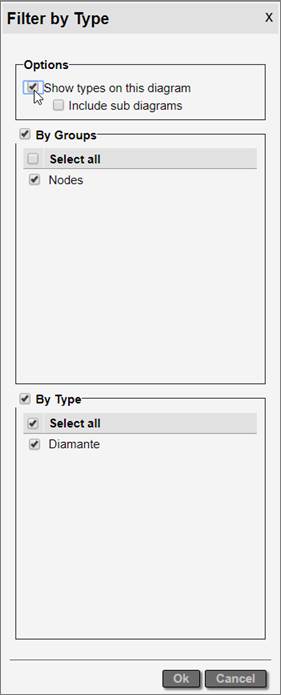 Filter by Type X
Options
Show types on this diagram
Include sub diagrams
By Groups
Select all
Nodes
By Type
Select all
Diamante
Ok Cancel